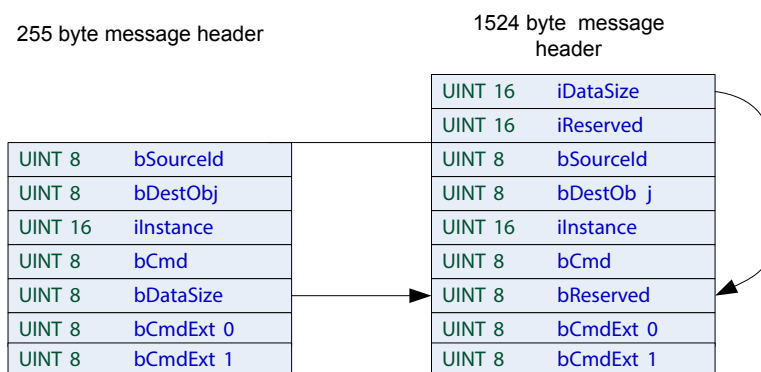 255 byte message header
1524 byte message
header
UINT 16 iDataSize
UINT 16 iReserved
UINT 8 bSourceId
UINT 8 bDestObj
UINT 16 iInstance
UINT 8 bCmd
UINT 8 bDataSize
UINT 8 bCmdExt 0
UINT 8 bCmdExt 1
UINT 8 bSourceId
UINT 8 bDestOb j
UINT 16 iInstance
UINT 8 bCmd
UINT 8 bReserved
UINT 8 bCmdExt 0
UINT 8 bCmdExt 1